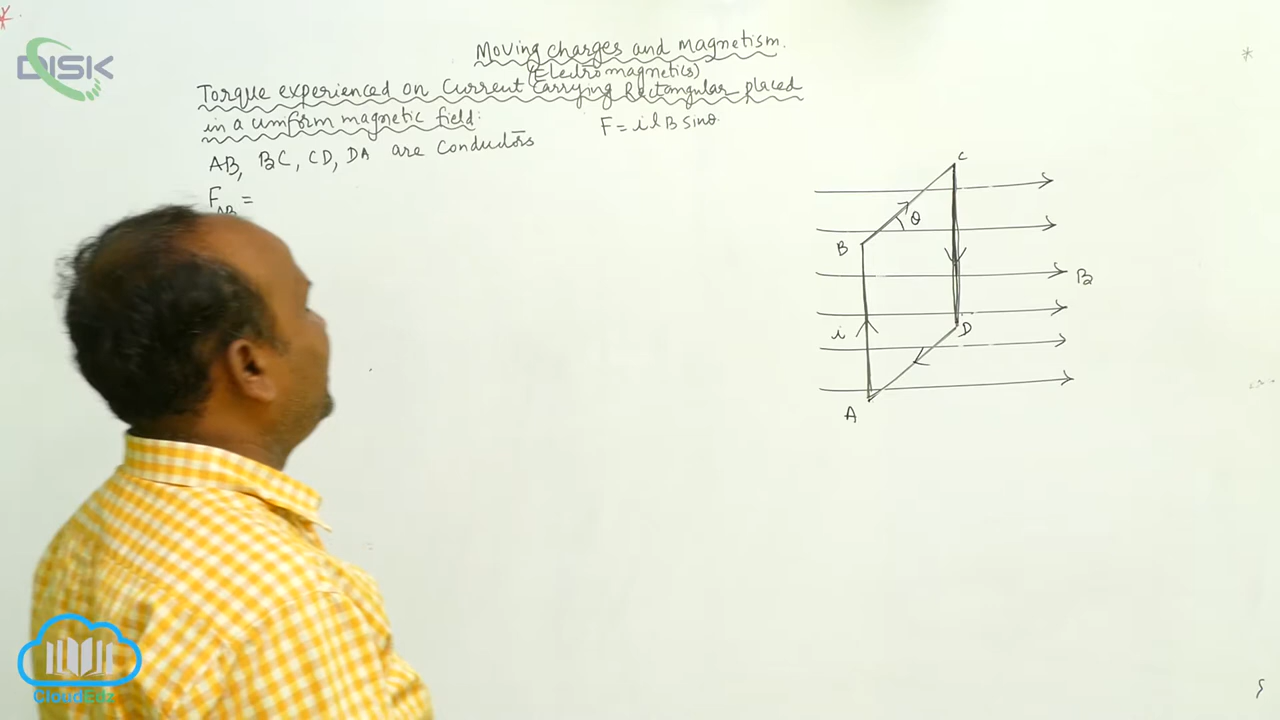 DISK
Moving charges and magnetism.
(Electromagnetics)
Torque experienced on Current Carrying Rectangular placed
in a uniform magnetic field:
F = i l B sinθ
AB, BC, CD, DA are Conductors
F_AB =
C
θ
B
B
i
D
A
CloudEdz